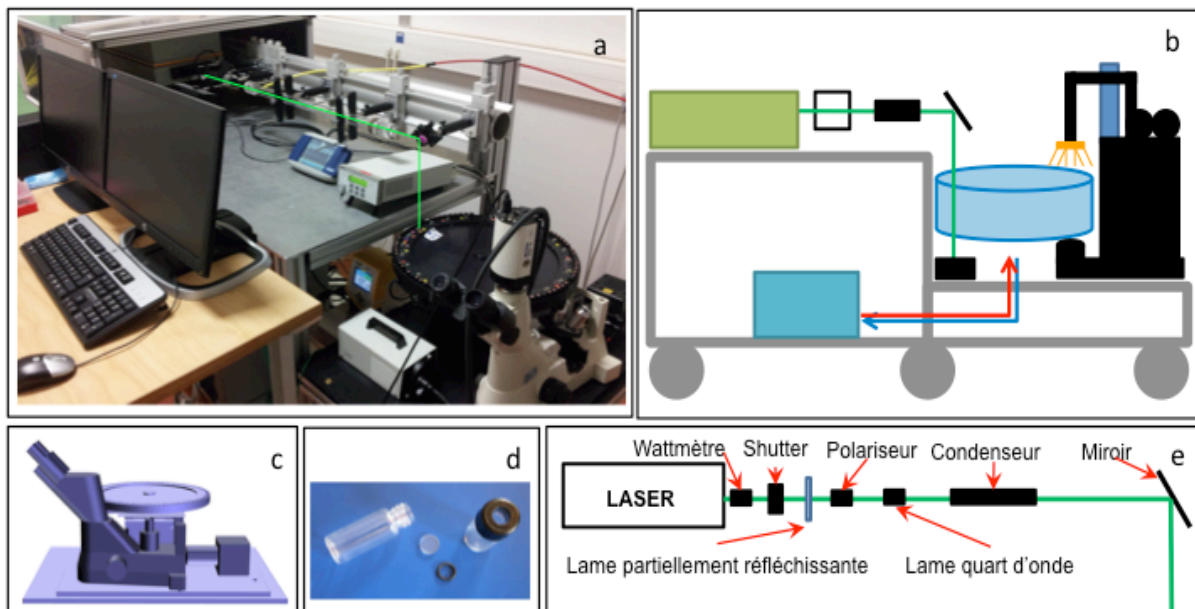 a
b
c
d
e
Wattmètre
Shutter
Polariseur
Condenseur
Miroir
LASER
Lame partiellement réfléchissante
Lame quart d'onde